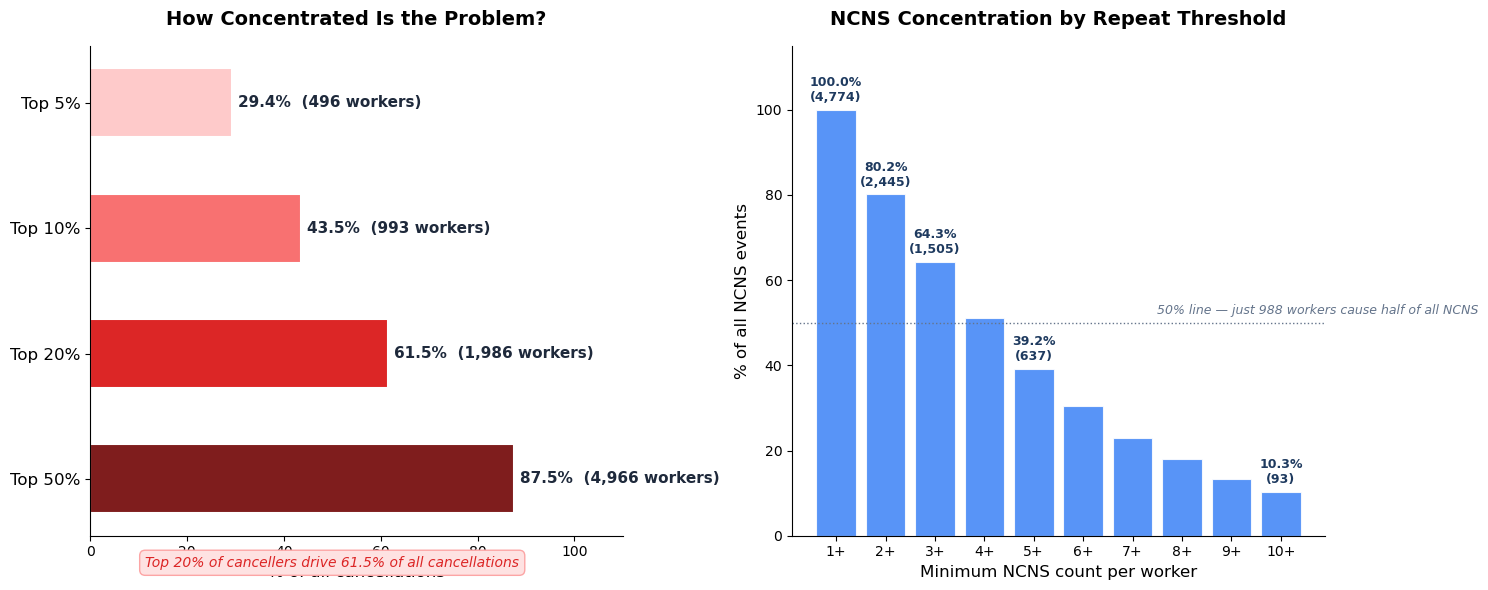 How Concentrated Is the Problem?
Top 5%
29.4%  (496 workers)
Top 10%
43.5%  (993 workers)
Top 20%
61.5%  (1,986 workers)
Top 50%
87.5%  (4,966 workers)
0 20 40 60 80 100
% of all cancellations
Top 20% of cancellers drive 61.5% of all cancellations
NCNS Concentration by Repeat Threshold
% of all NCNS events
100
80
60
40
20
0
100.0%
(4,774)
80.2%
(2,445)
64.3%
(1,505)
50% line — just 988 workers cause half of all NCNS
39.2%
(637)
10.3%
(93)
1+ 2+ 3+ 4+ 5+ 6+ 7+ 8+ 9+ 10+
Minimum NCNS count per worker